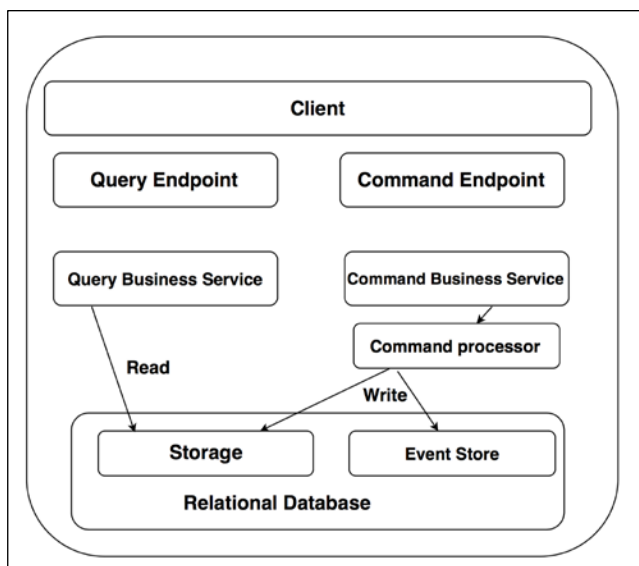 Client
Query Endpoint
Command Endpoint
Query Business Service
Command Business Service
Command processor
Read
Write
Storage
Event Store
Relational Database